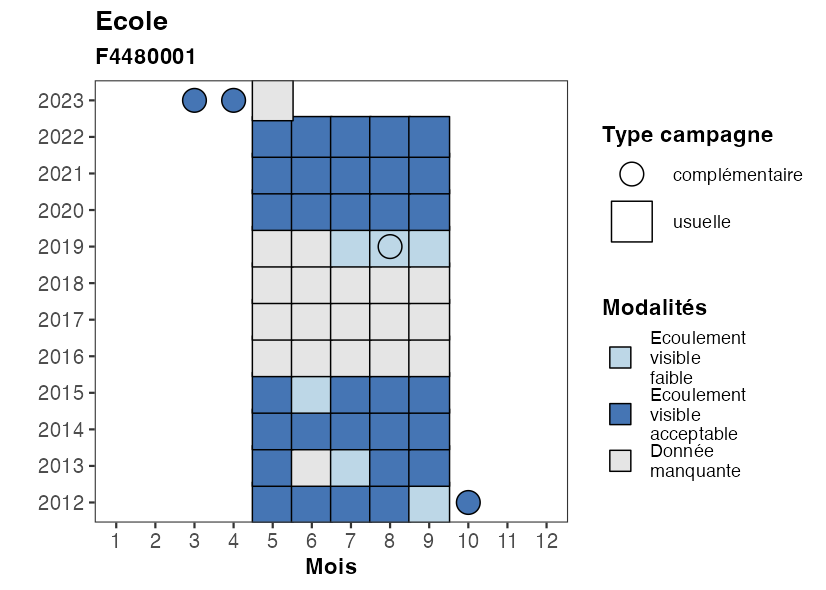 Ecole
F4480001
2023
2022
2021
2020
2019
2018
2017
2016
2015
2014
2013
2012
1 2 3 4 5 6 7 8 9 10 11 12
Mois
Type campagne
complémentaire
usuelle
Modalités
Ecoulement
visible
faible
Ecoulement
visible
acceptable
Donnée
manquante